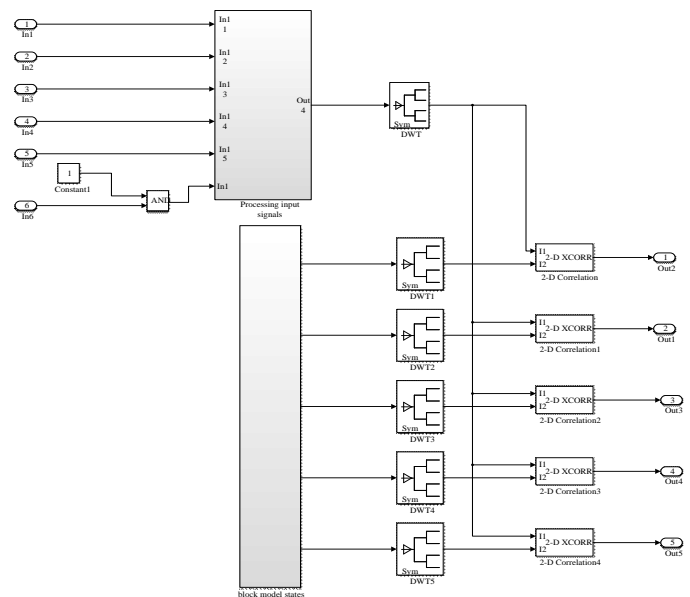 1
In1
2
In2
3
In3
4
In4
5
In5
6
In6
1
Constant1
AND
In1
1
In1
2
In1
3
In1
4
In1
5
In1
Out
4
Processing input
signals
Sym
DWT
block model states
Sym
DWT1
I1
I2
2-D XCORR
2-D Correlation
1
Out2
Sym
DWT2
I1
I2
2-D XCORR
2-D Correlation1
2
Out1
Sym
DWT3
I1
I2
2-D XCORR
2-D Correlation2
3
Out3
Sym
DWT4
I1
I2
2-D XCORR
2-D Correlation3
4
Out4
Sym
DWT5
I1
I2
2-D XCORR
2-D Correlation4
5
Out5